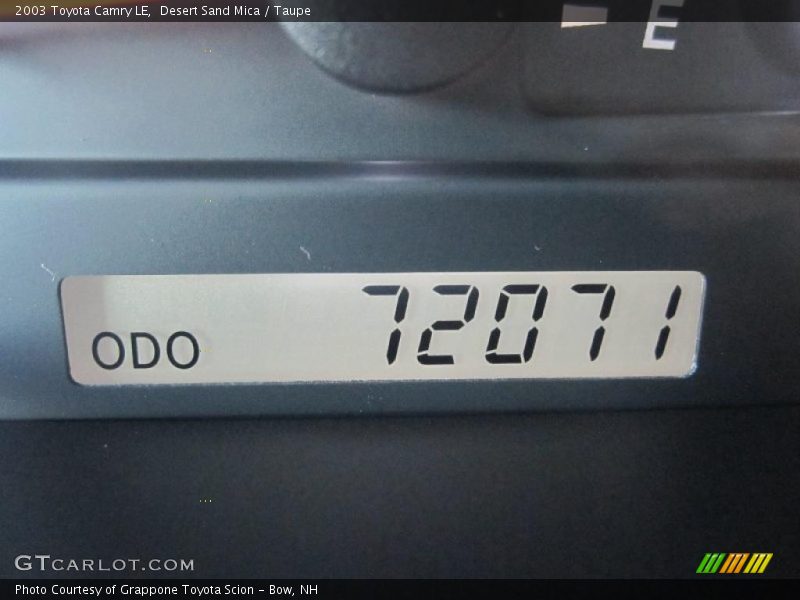 2003 Toyota Camry LE,  Desert Sand Mica / Taupe
E
ODO 72071
GTCARLOT.COM
Photo Courtesy of Grappone Toyota Scion - Bow, NH